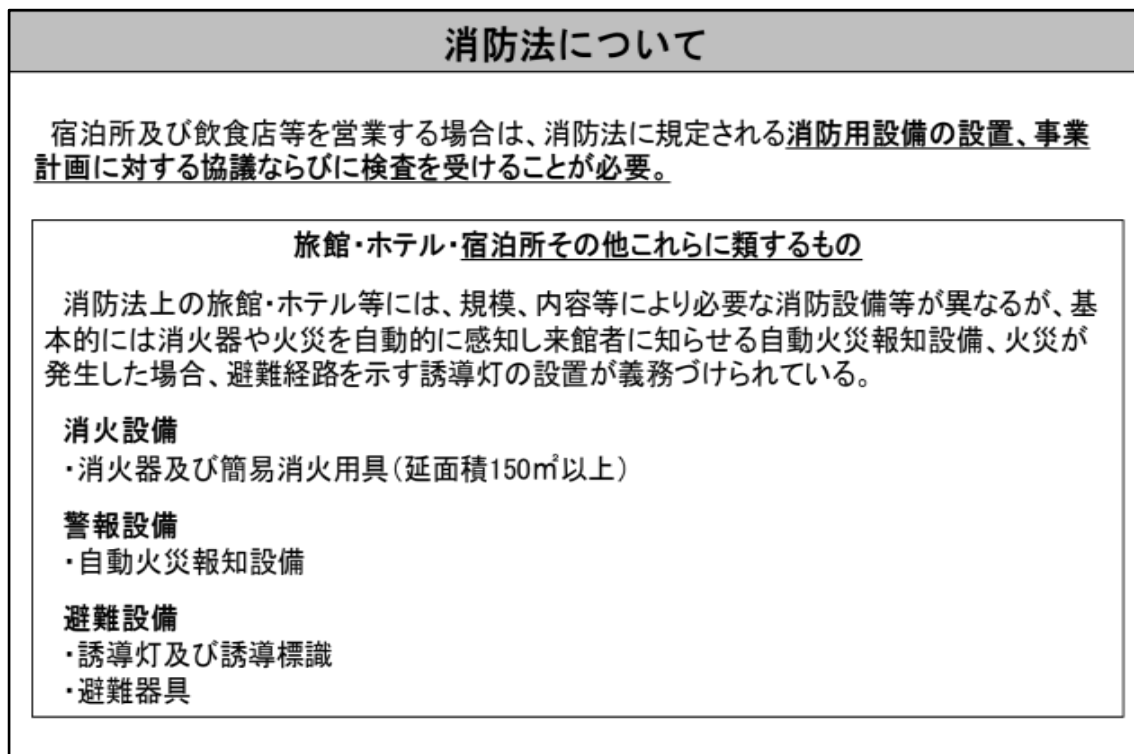 消防法について
宿泊所及び飲食店等を営業する場合は、消防法に規定される消防用設備の設置、事業
計画に対する協議ならびに検査を受けることが必要。
旅館・ホテル・宿泊所その他これらに類するもの
消防法上の旅館・ホテル等には、規模、内容等により必要な消防設備等が異なるが、基
本的には消火器や火災を自動的に感知し来館者に知らせる自動火災報知設備、火災が
発生した場合、避難経路を示す誘導灯の設置が義務づけられている。
消火設備
・消火器及び簡易消火用具(延面積150㎡以上)
警報設備
・自動火災報知設備
避難設備
・誘導灯及び誘導標識
・避難器具